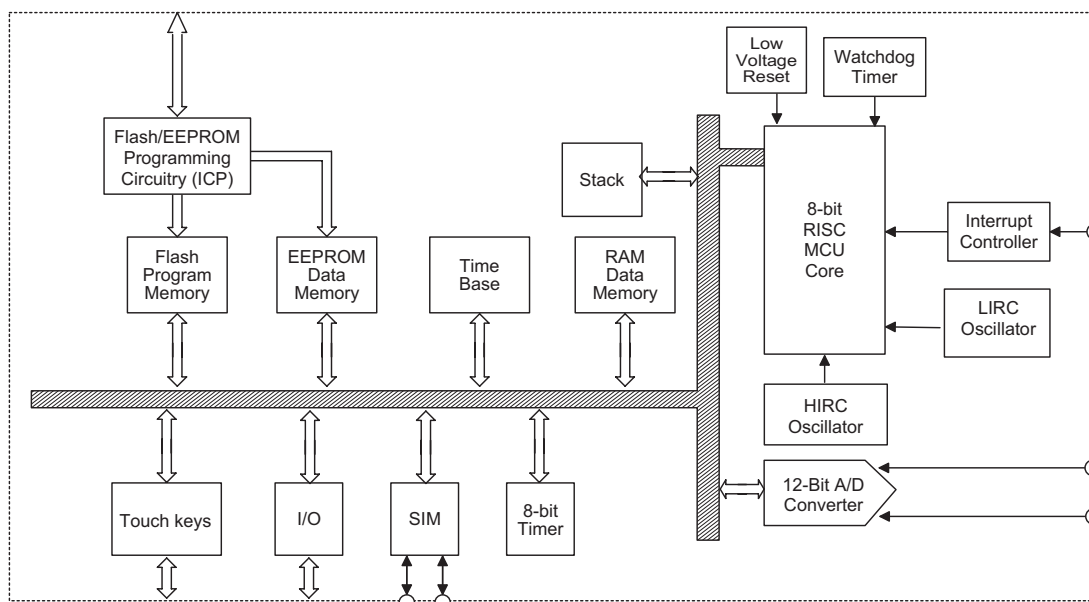 Low
Voltage
Reset
Watchdog
Timer
Flash/EEPROM
Programming
Circuitry (ICP)
Stack
8-bit
RISC
MCU
Core
Interrupt
Controller
Flash
Program
Memory
EEPROM
Data
Memory
Time
Base
RAM
Data
Memory
LIRC
Oscillator
HIRC
Oscillator
Touch keys
I/O
SIM
8-bit
Timer
12-Bit A/D
Converter